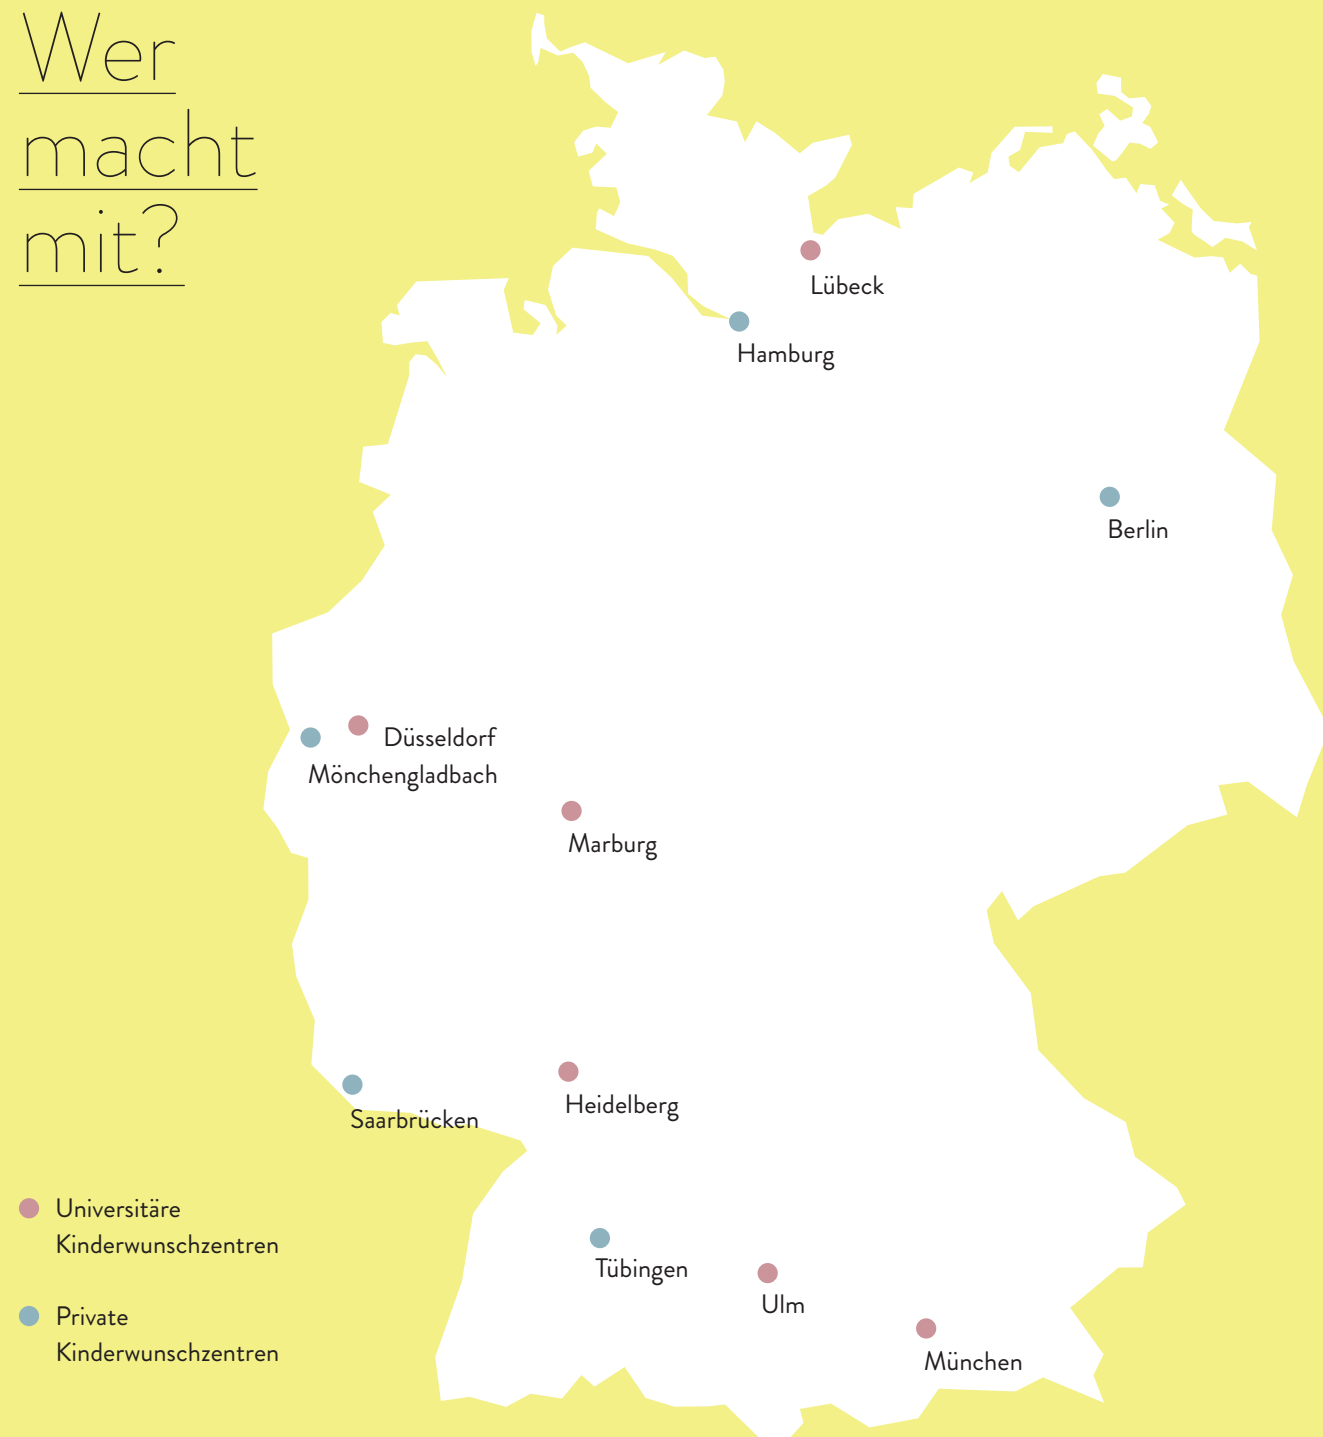 Wer
macht
mit?
Lübeck
Hamburg
Berlin
Düsseldorf
Mönchengladbach
Marburg
Heidelberg
Saarbrücken
Tübingen
Ulm
München
Universitäre
Kinderwunschzentren
Private
Kinderwunschzentren